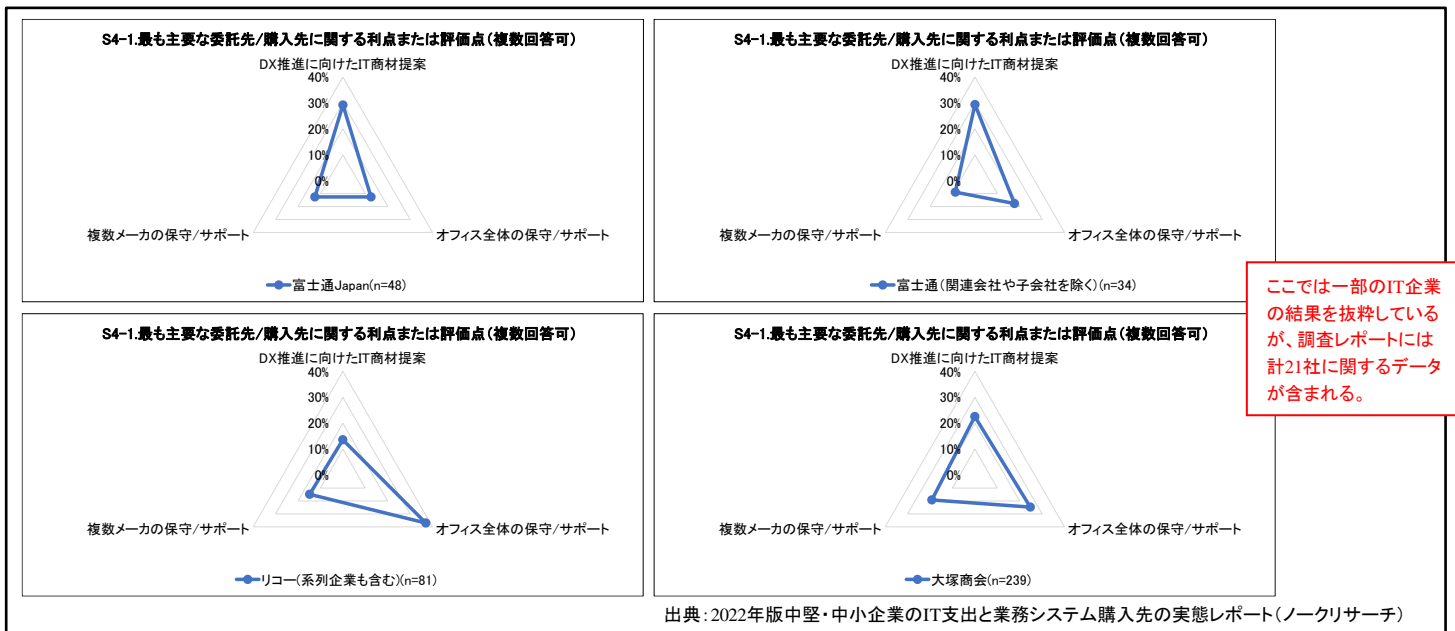 S4-1.最も主要な委託先/購入先に関する利点または評価点(複数回答可)
DX推進に向けたIT商材提案
40%
30%
20%
10%
0%
複数メーカの保守/サポート
オフィス全体の保守/サポート
富士通Japan(n=48)
S4-1.最も主要な委託先/購入先に関する利点または評価点(複数回答可)
DX推進に向けたIT商材提案
40%
30%
20%
10%
0%
複数メーカの保守/サポート
オフィス全体の保守/サポート
富士通(関連会社や子会社を除く)(n=34)
S4-1.最も主要な委託先/購入先に関する利点または評価点(複数回答可)
DX推進に向けたIT商材提案
40%
30%
20%
10%
0%
複数メーカの保守/サポート
オフィス全体の保守/サポート
リコー(系列企業も含む)(n=81)
S4-1.最も主要な委託先/購入先に関する利点または評価点(複数回答可)
DX推進に向けたIT商材提案
40%
30%
20%
10%
0%
複数メーカの保守/サポート
オフィス全体の保守/サポート
大塚商会(n=239)
ここでは一部のIT企業
の結果を抜粋している
が、調査レポートには
計21社に関するデータ
が含まれる。
出典:2022年版中堅・中小企業のIT支出と業務システム購入先の実態レポート(ノークリサーチ)